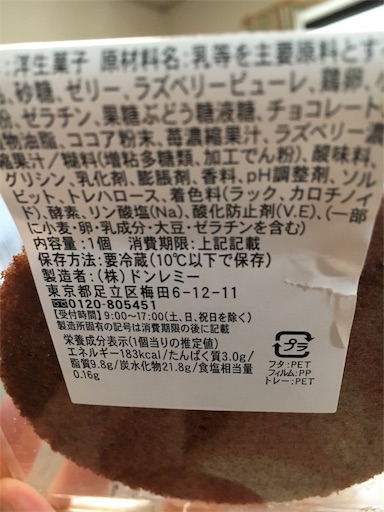 :洋生菓子 原材料名:乳等を主要原料とす
、砂糖、ゼリー、ラズベリーピューレ、鶏卵、
粉、ゼラチン、果糖ぶどう糖液糖、チョコレート
物油脂、ココア粉末、苺濃縮果汁、ラズベリー濃
縮果汁/糊料(増粘多糖類、加工でん粉)、酸味料、
グリシン、乳化剤、膨脹剤、香料、pH調整剤、ソル
ビット、トレハロース、着色料(ラック、カロチノイ
ド)、酵素、リン酸塩(Na)、酸化防止剤(V.E)、(一部
に小麦・卵・乳成分・大豆・ゼラチンを含む)
内容量:1個 消費期限:上記記載
保存方法:要冷蔵(10℃以下で保存)
製造者:(株)ドンレミー
東京都足立区梅田6-12-11
0120-805451
【受付時間】9:00〜17:00(土、日、祝日を除く)
製造所固有の記号は消費期限の後に記載
栄養成分表示(1個当りの推定値)
エネルギー183kcal/たんぱく質3.0g/
脂質9.8g/炭水化物21.8g/食塩相当量
0.16g
プラ
フタ:PET
フィルム:PP
トレー:PET